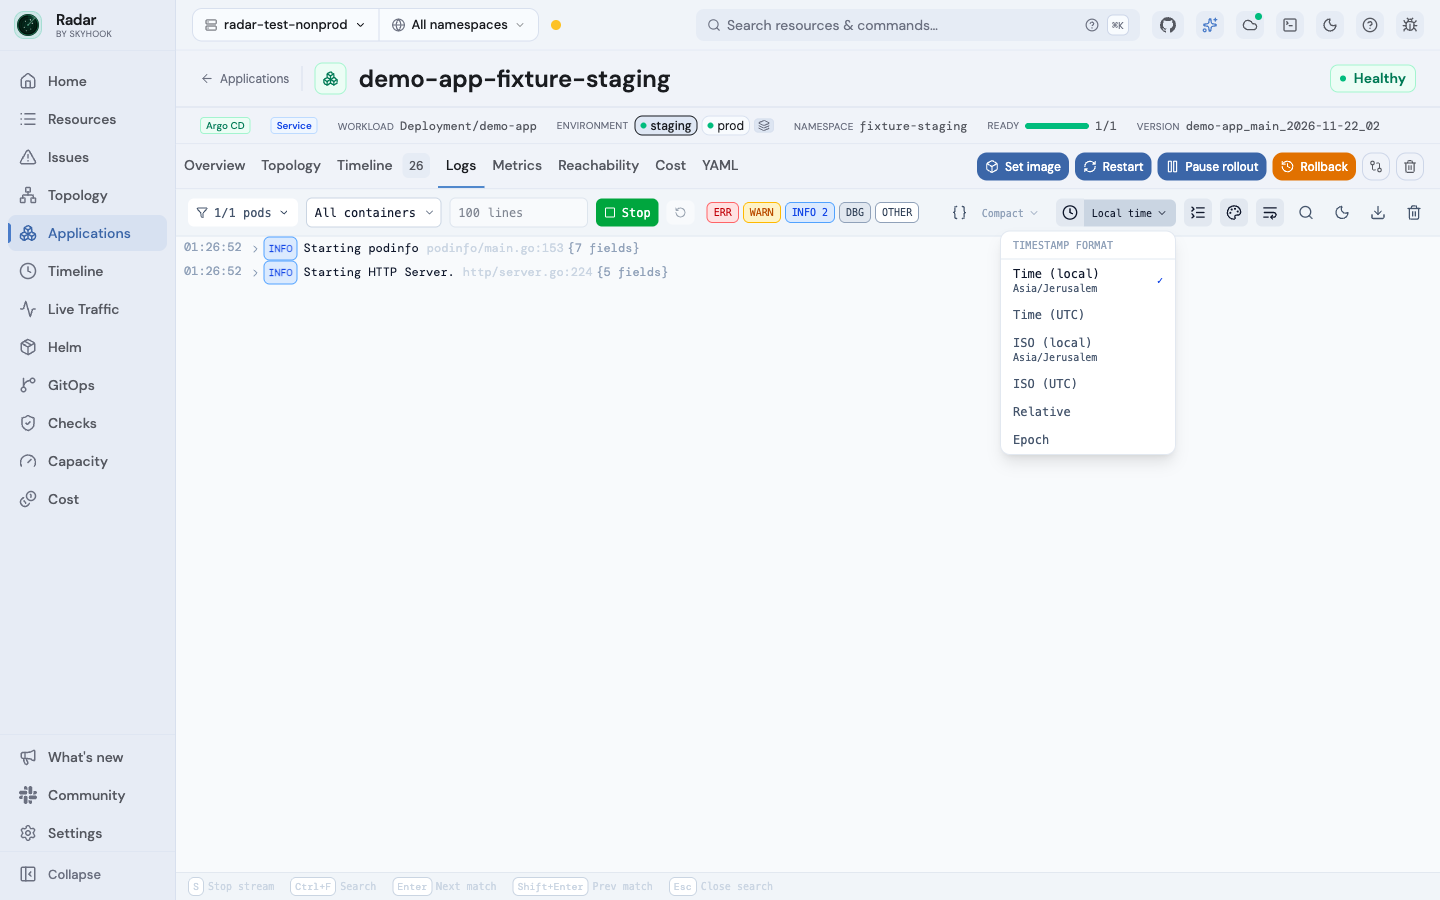 Radar
BY SKYHOOK
radar-test-nonprod
All namespaces
Search resources & commands...
⌘K
Home
Resources
Issues
Topology
Applications
Timeline
Live Traffic
Helm
GitOps
Checks
Capacity
Cost
What's new
Community
Settings
Collapse
← Applications
demo-app-fixture-staging
Healthy
Argo CD
Service
WORKLOAD Deployment/demo-app
ENVIRONMENT staging prod
NAMESPACE fixture-staging
READY 1/1
VERSION demo-app_main_2026-11-22_02
Overview Topology Timeline 26 Logs Metrics Reachability Cost YAML
Set image Restart Pause rollout Rollback
1/1 pods All containers 100 lines Stop ERR WARN INFO 2 DBG OTHER {} Compact Local time
01:26:52 > INFO Starting podinfo podinfo/main.go:153 {7 fields}
01:26:52 > INFO Starting HTTP Server. http/server.go:224 {5 fields}
TIMESTAMP FORMAT
Time (local) ✓
Asia/Jerusalem
Time (UTC)
ISO (local)
Asia/Jerusalem
ISO (UTC)
Relative
Epoch
S Stop stream Ctrl+F Search Enter Next match Shift+Enter Prev match Esc Close search